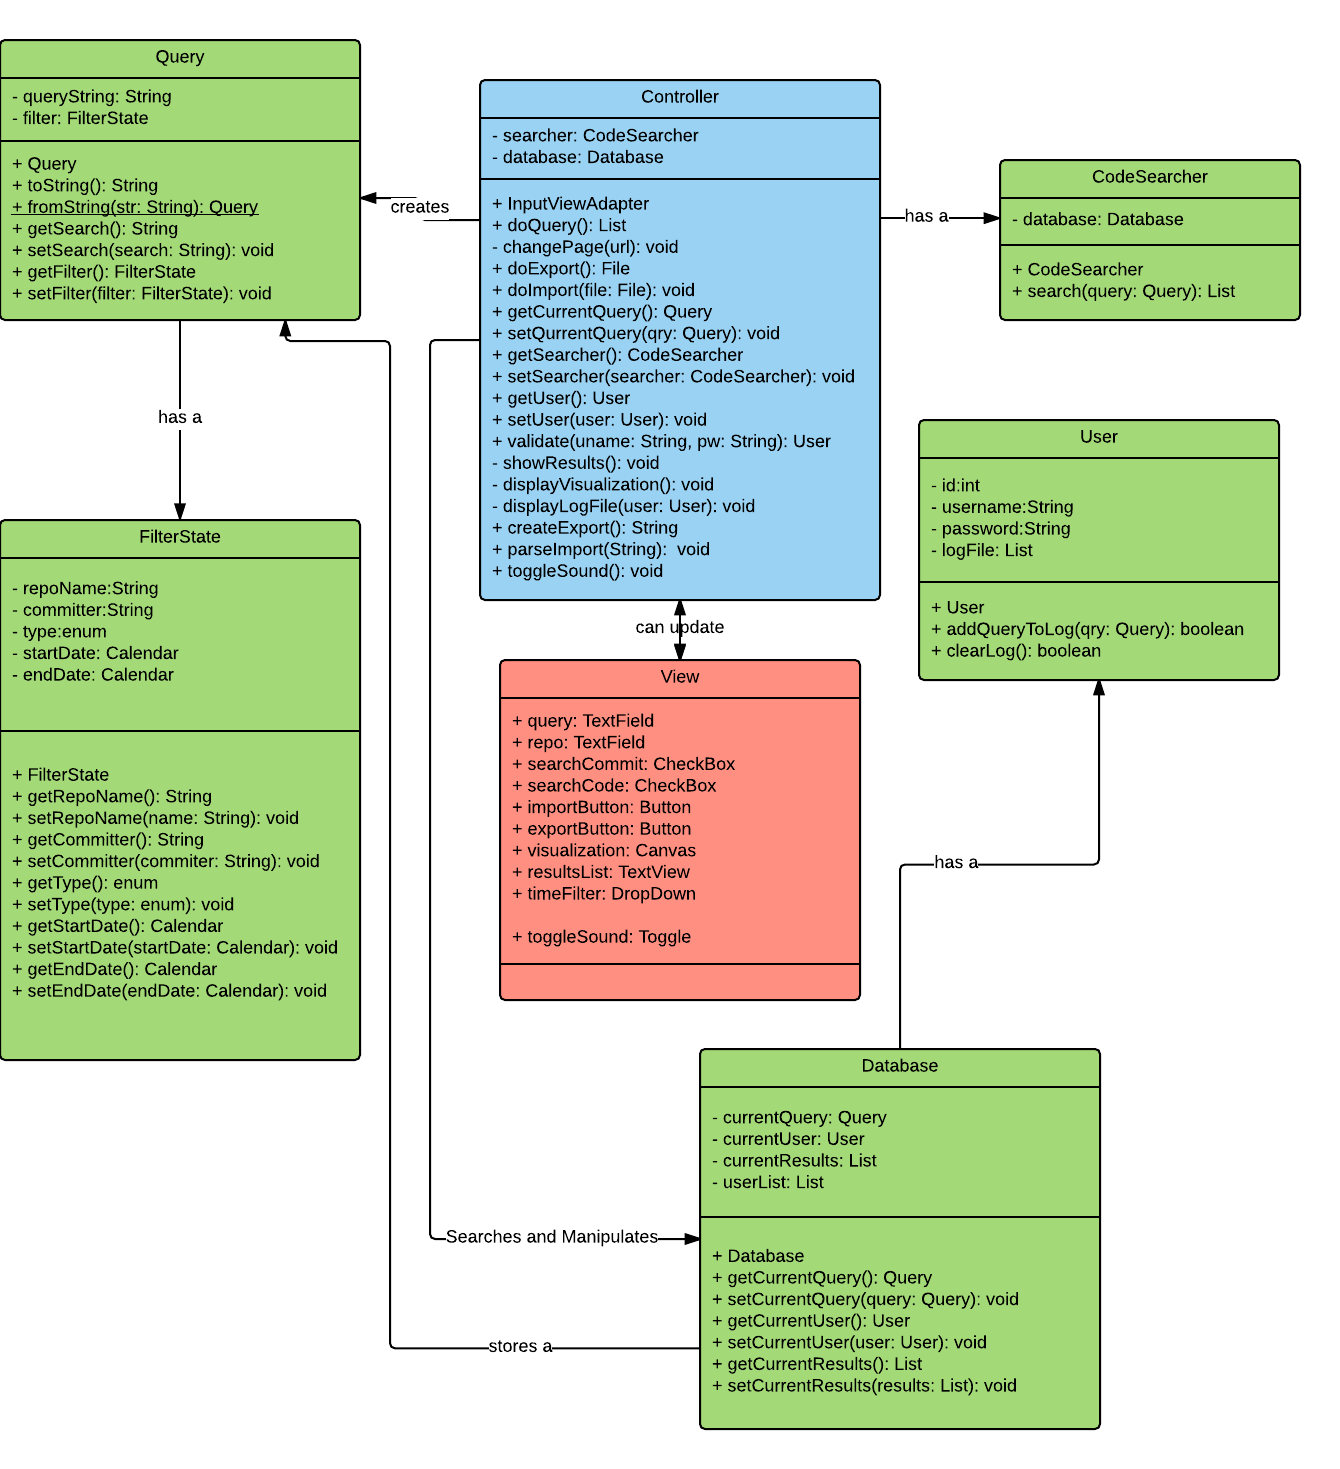 Query
- queryString: String
- filter: FilterState
+ Query
+ toString(): String
+ fromString(str: String): Query
+ getSearch(): String
+ setSearch(search: String): void
+ getFilter(): FilterState
+ setFilter(filter: FilterState): void
creates
Controller
- searcher: CodeSearcher
- database: Database
+ InputViewAdapter
+ doQuery(): List
- changePage(url): void
+ doExport(): File
+ doImport(file: File): void
+ getCurrentQuery(): Query
+ setQurrentQuery(qry: Query): void
+ getSearcher(): CodeSearcher
+ setSearcher(searcher: CodeSearcher): void
+ getUser(): User
+ setUser(user: User): void
+ validate(uname: String, pw: String): User
- showResults(): void
- displayVisualization(): void
- displayLogFile(user: User): void
+ createExport(): String
+ parseImport(String):  void
+ toggleSound(): void
has a
CodeSearcher
- database: Database
+ CodeSearcher
+ search(query: Query): List
has a
User
- id:int
- username:String
- password:String
- logFile: List
+ User
+ addQueryToLog(qry: Query): boolean
+ clearLog(): boolean
FilterState
- repoName:String
- committer:String
- type:enum
- startDate: Calendar
- endDate: Calendar
+ FilterState
+ getRepoName(): String
+ setRepoName(name: String): void
+ getCommitter(): String
+ setCommitter(commiter: String): void
+ getType(): enum
+ setType(type: enum): void
+ getStartDate(): Calendar
+ setStartDate(startDate: Calendar): void
+ getEndDate(): Calendar
+ setEndDate(endDate: Calendar): void
can update
View
+ query: TextField
+ repo: TextField
+ searchCommit: CheckBox
+ searchCode: CheckBox
+ importButton: Button
+ exportButton: Button
+ visualization: Canvas
+ resultsList: TextView
+ timeFilter: DropDown
+ toggleSound: Toggle
has a
Database
- currentQuery: Query
- currentUser: User
- currentResults: List
- userList: List
+ Database
+ getCurrentQuery(): Query
+ setCurrentQuery(query: Query): void
+ getCurrentUser(): User
+ setCurrentUser(user: User): void
+ getCurrentResults(): List
+ setCurrentResults(results: List): void
Searches and Manipulates
stores a